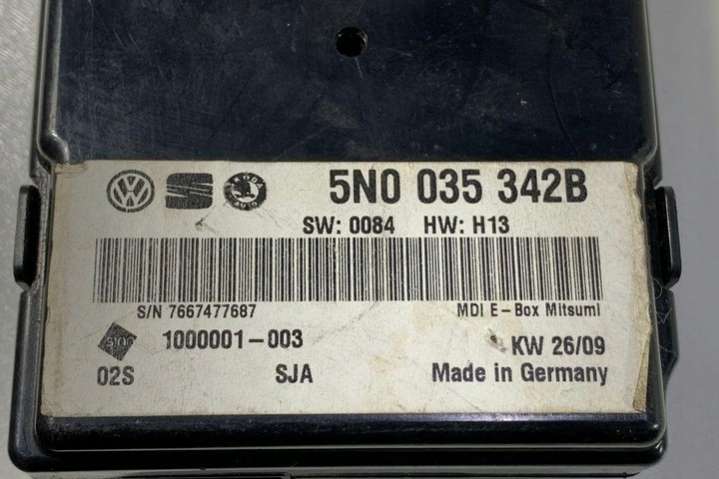 5N0 035 342B
SW: 0084 HW: H13
S/N 7667477687 MDI E-Box Mitsumi
1000001-003 KW 26/09
02S SJA Made in Germany